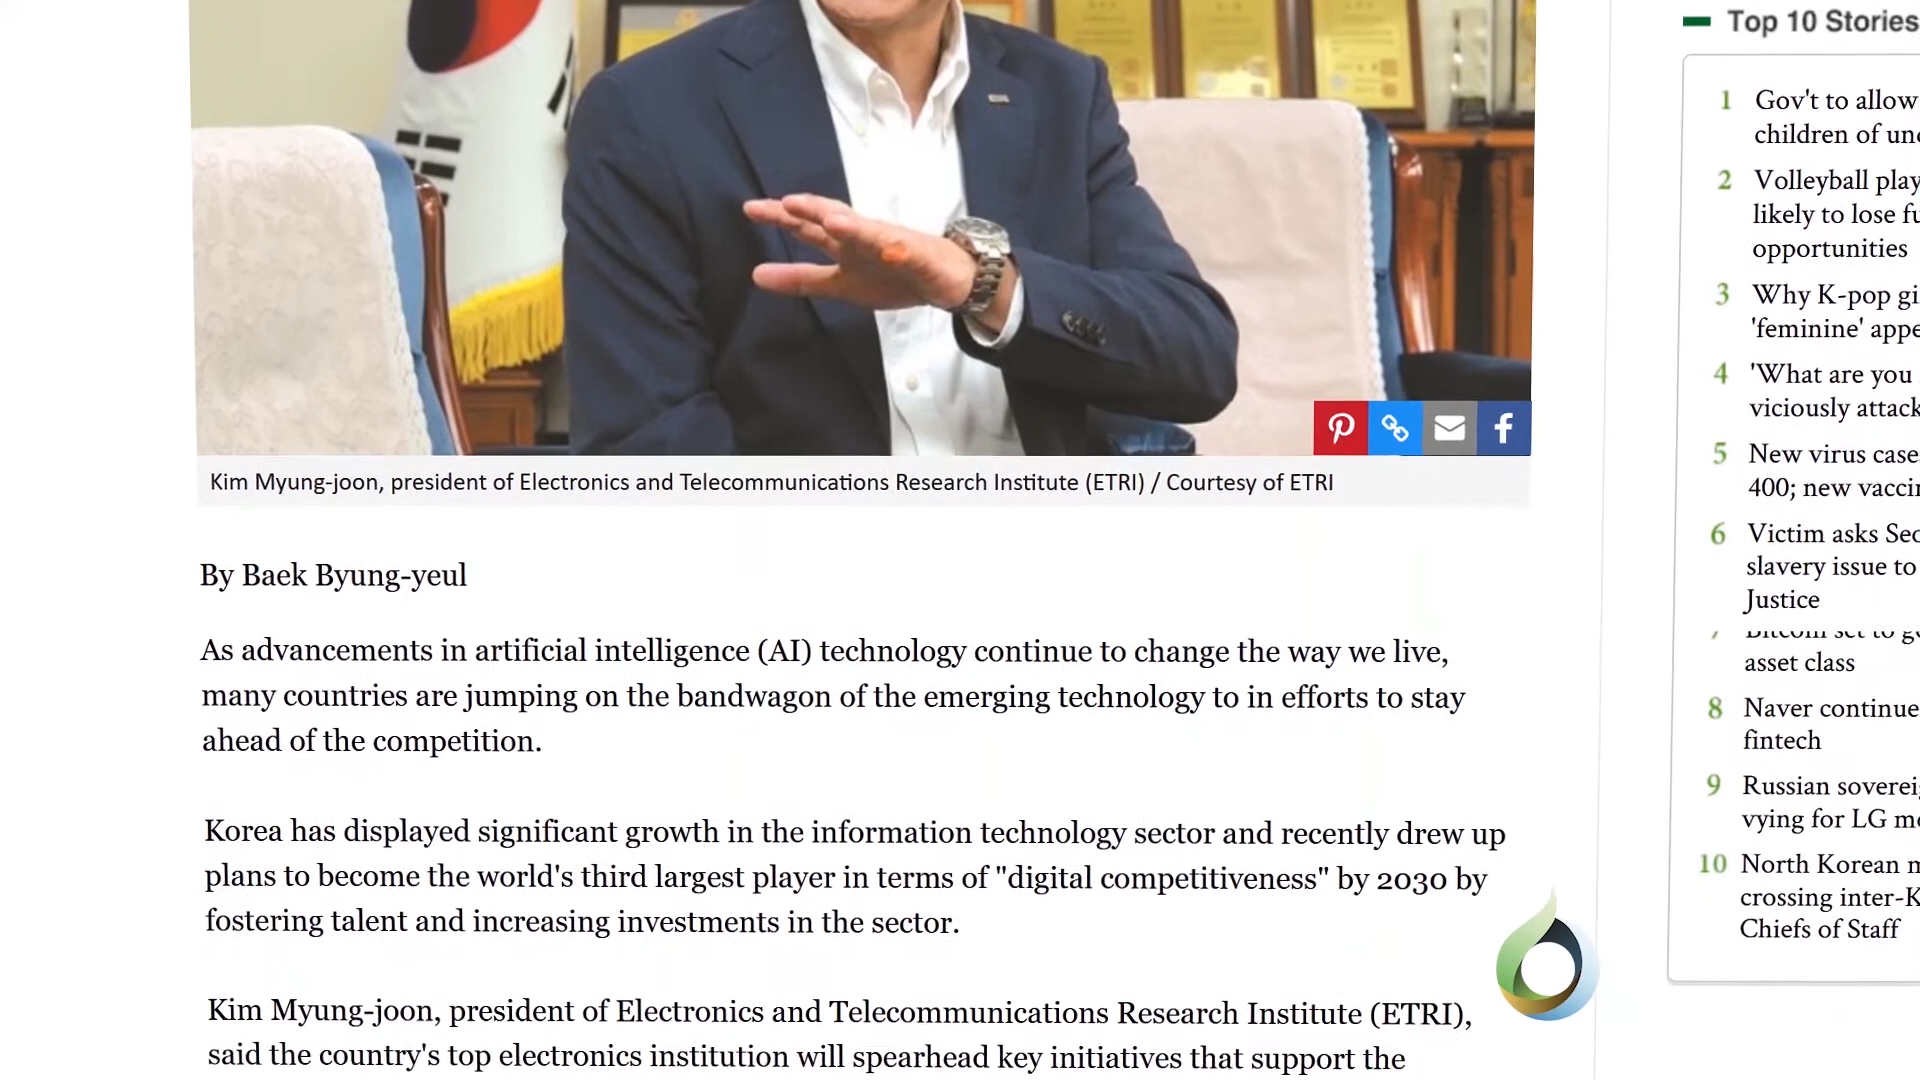 Kim Myung-joon, president of Electronics and Telecommunications Research Institute (ETRI) / Courtesy of ETRI
By Baek Byung-yeul
As advancements in artificial intelligence (AI) technology continue to change the way we live,
many countries are jumping on the bandwagon of the emerging technology to in efforts to stay
ahead of the competition.
Korea has displayed significant growth in the information technology sector and recently drew up
plans to become the world's third largest player in terms of "digital competitiveness" by 2030 by
fostering talent and increasing investments in the sector.
Kim Myung-joon, president of Electronics and Telecommunications Research Institute (ETRI),
said the country's top electronics institution will spearhead key initiatives that support the
Top 10 Stories
1 Gov't to allow
children of
2 Volleyball
likely to lose
opportunities
3 Why K-pop
'feminine'
4 'What are you
viciously
5 New virus
400; new
6 Victim asks
slavery issue to
Justice
Bitcoin set to
asset class
8 Naver
fintech
9 Russian
vying for LG
10 North Korean
crossing
Chiefs of Staff